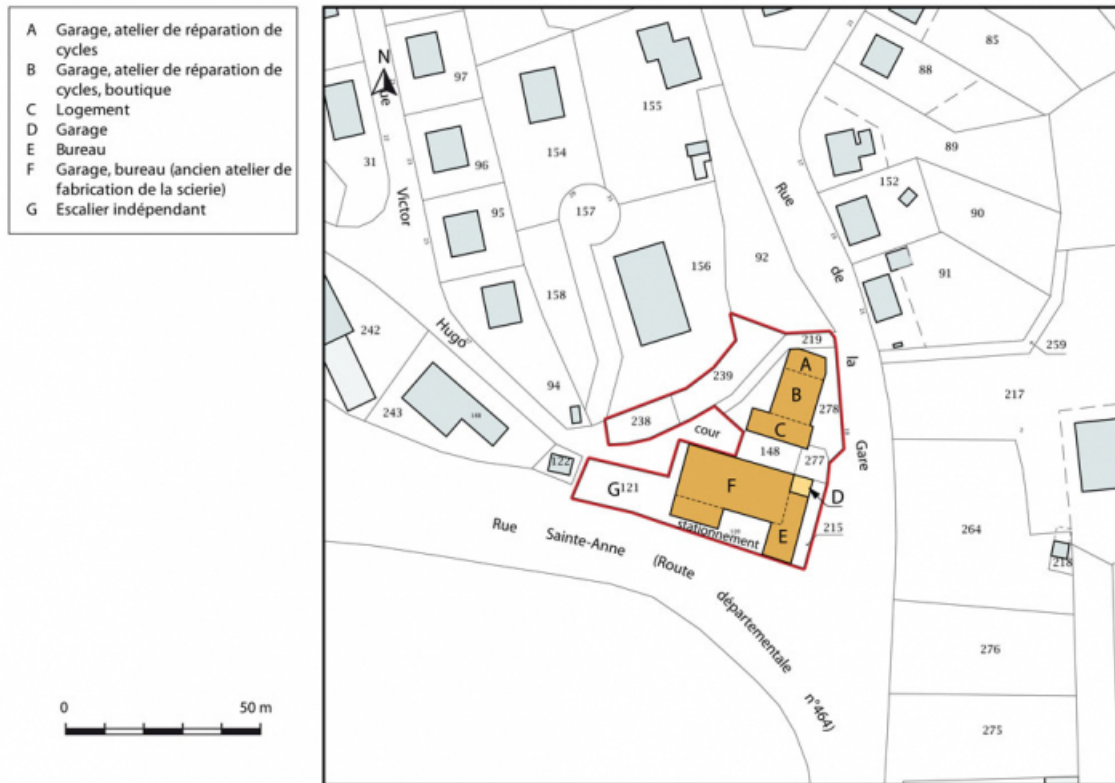 A Garage, atelier de réparation de
cycles
B Garage, atelier de réparation de
cycles, boutique
C Logement
D Garage
E Bureau
F Garage, bureau (ancien atelier de
fabrication de la scierie)
G Escalier indépendant
N
Rue Victor Hugo
Rue de la Gare
Rue Sainte-Anne (Route départementale n°464)
85
88
97
155
31
154
96
89
152
95
157
90
92
156
91
158
242
219
259
239
A
217
94
B
278
243
238
C
cour
148
277
122
G 121
F
D
264
stationnement
E
215
218
276
275
0 50 m